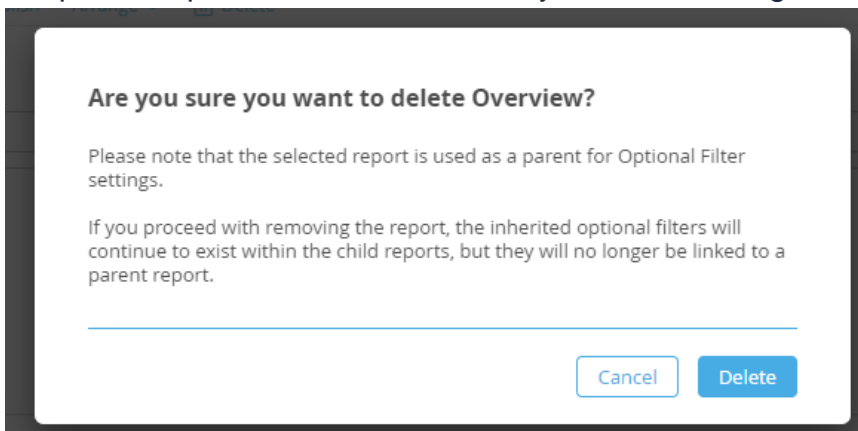 Arrange
Delete
Are you sure you want to delete Overview?
Please note that the selected report is used as a parent for Optional Filter
settings.
If you proceed with removing the report, the inherited optional filters will
continue to exist within the child reports, but they will no longer be linked to a
parent report.
Cancel
Delete